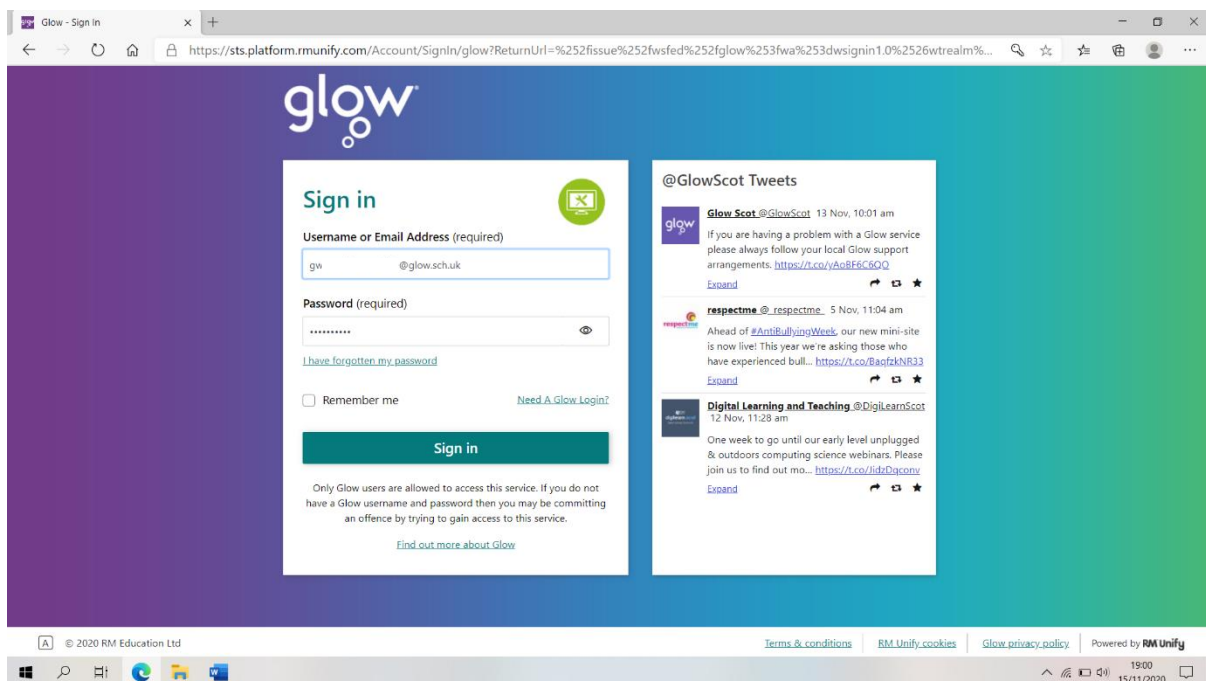 glow
Glow - Sign In
https://sts.platform.rmunify.com/Account/SignIn/glow?ReturnUrl=%252fissue%252fwsfed%252fglow%253fwa%253dwsignin1.0%2526wtrealm%...
glow
Sign in
Username or Email Address (required)
gw @glow.sch.uk
Password (required)
I have forgotten my password
Remember me
Need A Glow Login?
Sign in
Only Glow users are allowed to access this service. If you do not
have a Glow username and password then you may be committing
an offence by trying to gain access to this service.
Find out more about Glow
@GlowScot Tweets
glow
Glow Scot @GlowScot 13 Nov, 10:01 am
If you are having a problem with a Glow service
please always follow your local Glow support
arrangements. https://t.co/yAoBF6C6QO
Expand
respectme
respectme @_respectme_ 5 Nov, 11:04 am
Ahead of #AntiBullyingWeek, our new mini-site
is now live! This year we're asking those who
have experienced bull... https://t.co/BaqfzkNR33
Expand
Digital Learning and Teaching @DigiLearnScot
12 Nov, 11:28 am
One week to go until our early level unplugged
& outdoors computing science webinars. Please
join us to find out mo... https://t.co/JidzDqconv
Expand
A © 2020 RM Education Ltd
Terms & conditions
RM Unify cookies
Glow privacy policy
Powered by RM Unify
19:00
15/11/2020